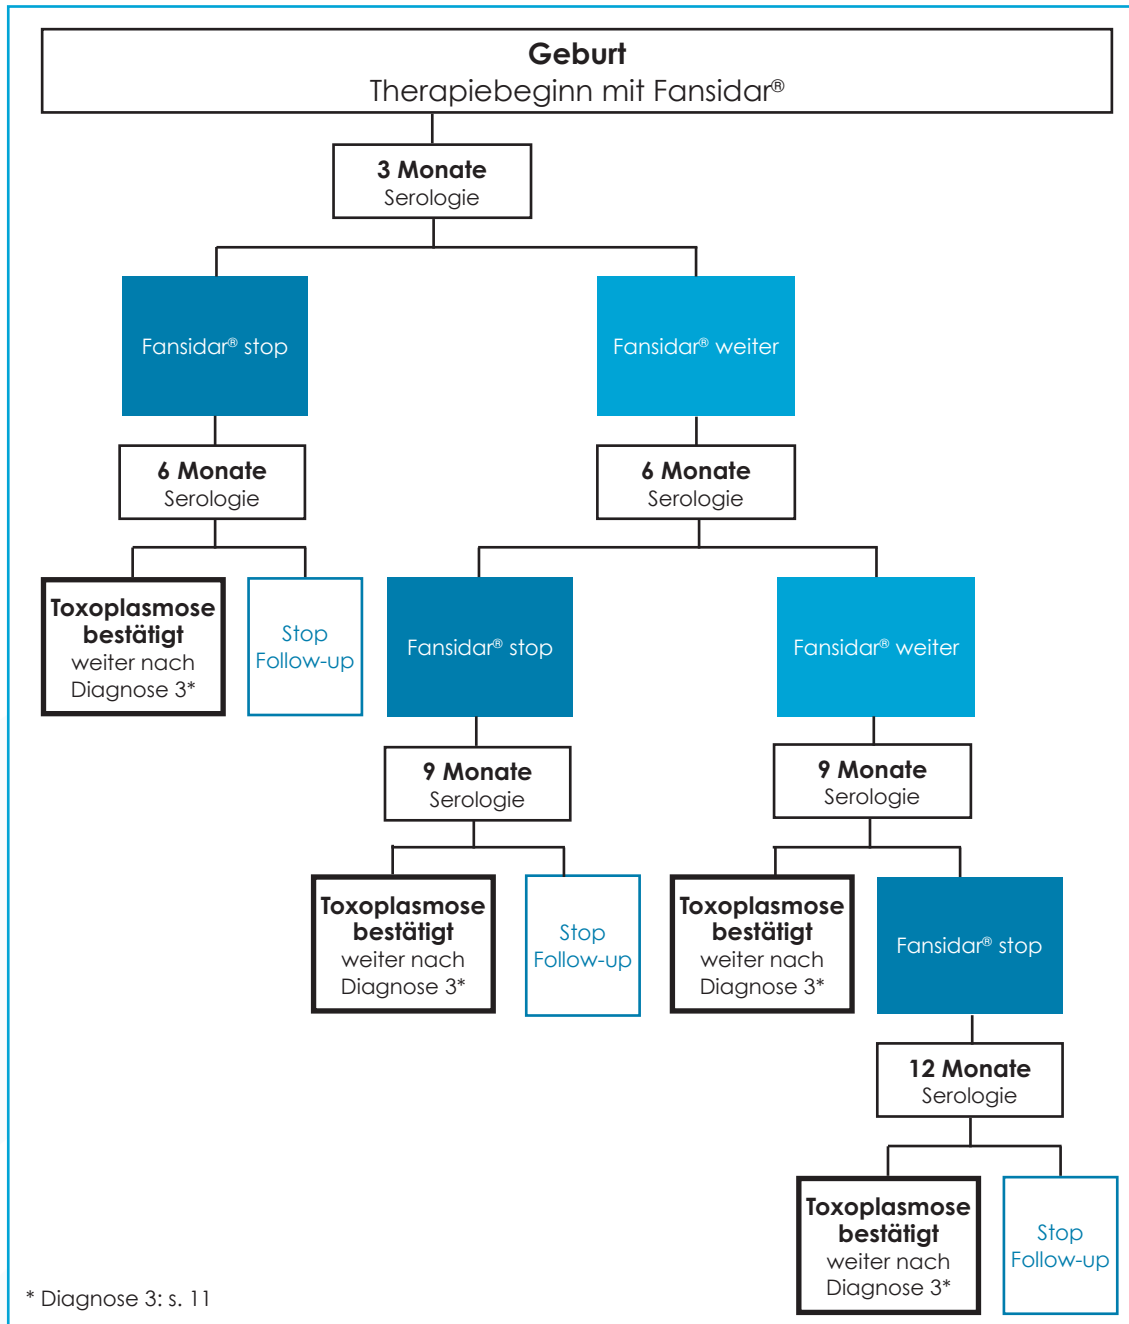 Geburt
Therapiebeginn mit Fansidar®
3 Monate
Serologie
Fansidar® stop
Fansidar® weiter
6 Monate
Serologie
6 Monate
Serologie
Toxoplasmose
bestätigt
weiter nach
Diagnose 3*
Stop
Follow-up
Fansidar® stop
Fansidar® weiter
9 Monate
Serologie
9 Monate
Serologie
Toxoplasmose
bestätigt
weiter nach
Diagnose 3*
Stop
Follow-up
Toxoplasmose
bestätigt
weiter nach
Diagnose 3*
Fansidar® stop
12 Monate
Serologie
Toxoplasmose
bestätigt
weiter nach
Diagnose 3*
Stop
Follow-up
* Diagnose 3: s. 11